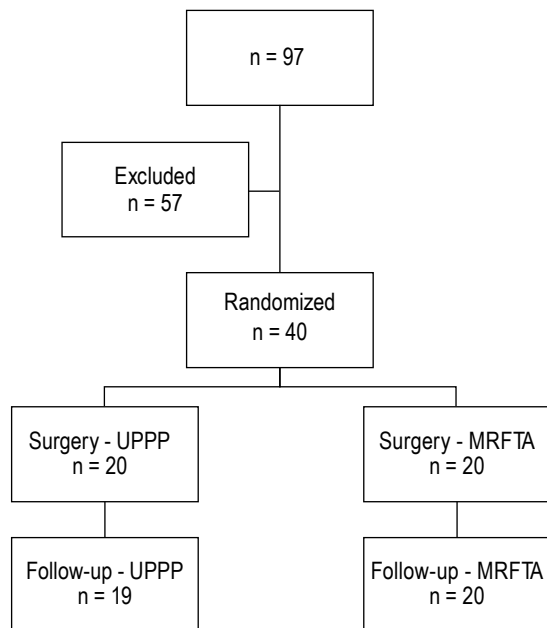 n = 97
Excluded
n = 57
Randomized
n = 40
Surgery - UPPP
n = 20
Surgery - MRFTA
n = 20
Follow-up - UPPP
n = 19
Follow-up - MRFTA
n = 20